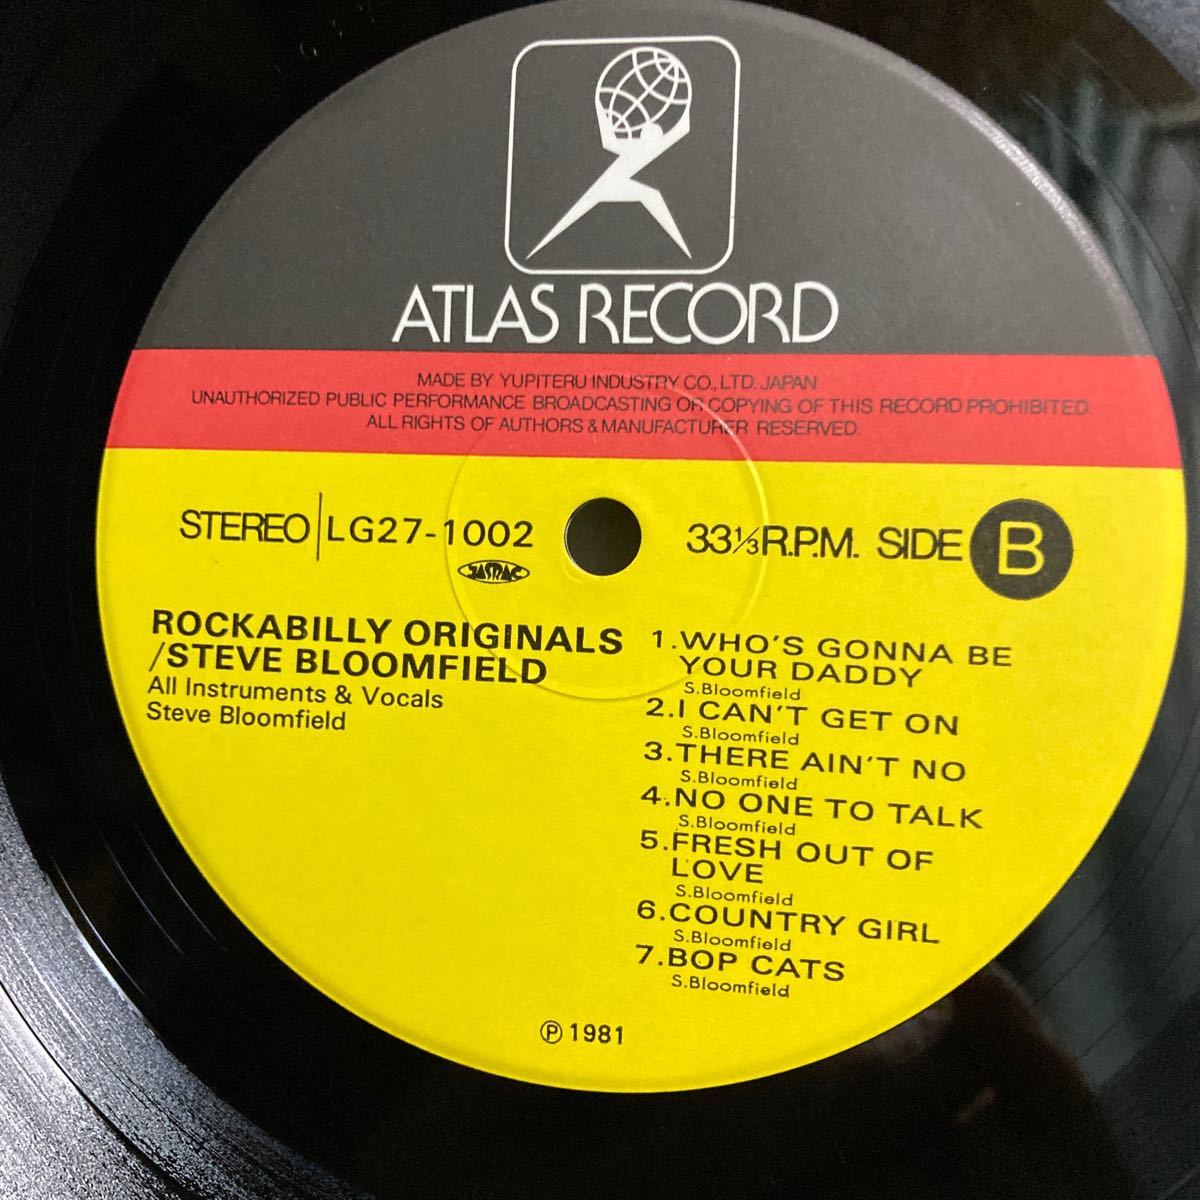 ATLAS RECORD
MADE BY YUPITERU INDUSTRY CO., LTD. JAPAN
UNAUTHORIZED PUBLIC PERFORMANCE BROADCASTING OR COPYING OF THIS RECORD PROHIBITED.
ALL RIGHTS OF AUTHORS & MANUFACTURER RESERVED.
STEREO LG27-1002
JASRAC
33⅓ R.P.M. SIDE B
ROCKABILLY ORIGINALS
/STEVE BLOOMFIELD
All Instruments & Vocals
Steve Bloomfield
1.WHO'S GONNA BE
YOUR DADDY
S.Bloomfield
2.I CAN'T GET ON
S.Bloomfield
3.THERE AIN'T NO
S.Bloomfield
4.NO ONE TO TALK
S.Bloomfield
5.FRESH OUT OF
LOVE
S.Bloomfield
6.COUNTRY GIRL
S.Bloomfield
7.BOP CATS
S.Bloomfield
℗ 1981